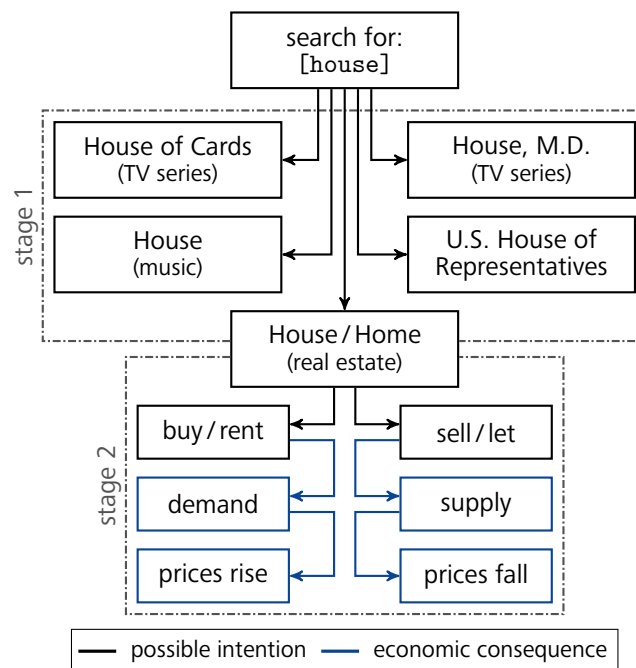 search for:
[house]
stage 1
House of Cards
(TV series)
House, M.D.
(TV series)
House
(music)
U.S. House of
Representatives
House / Home
(real estate)
stage 2
buy / rent
sell / let
demand
supply
prices rise
prices fall
possible intention
economic consequence